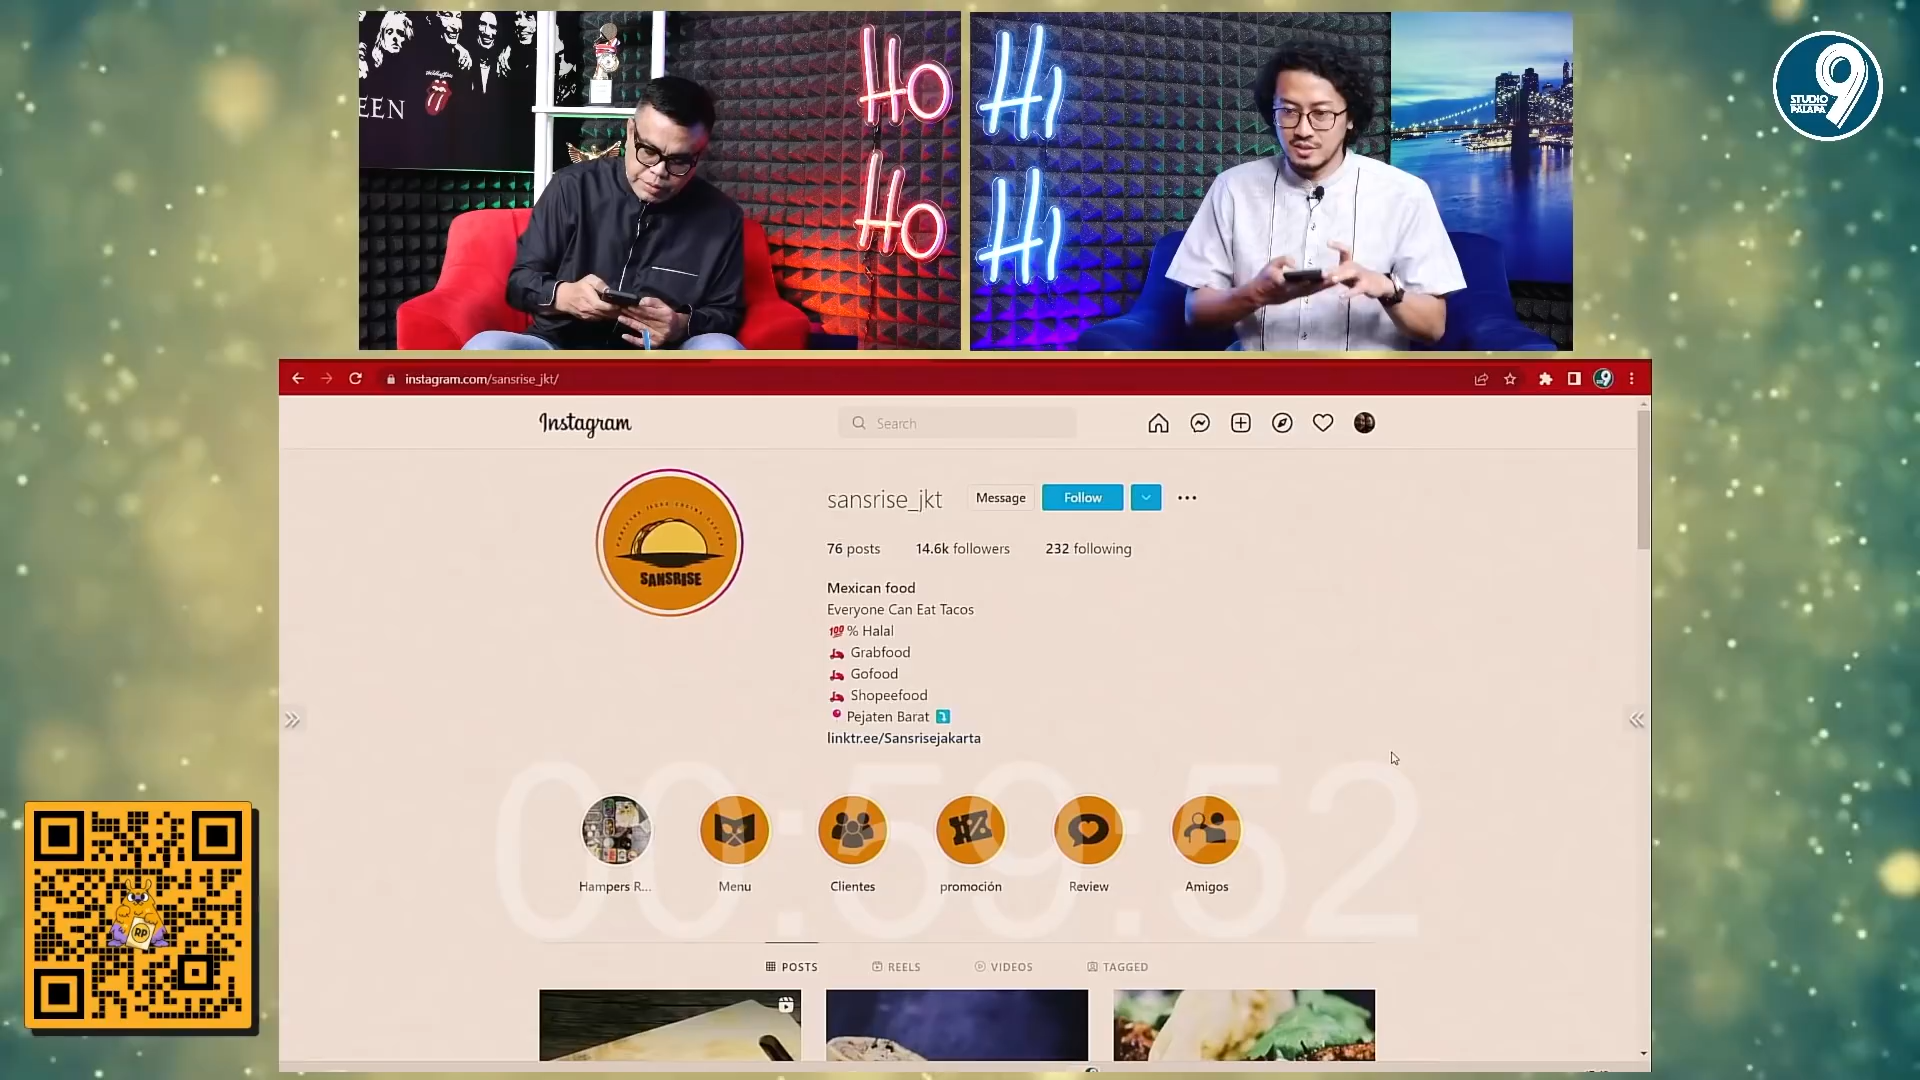 EEN
HO
HO
HI
HI
STUDIO
PALAPA
9
instagram.com/sansrise_jkt/
Instagram
Search
SANSRISE
sansrise_jkt
Message
Follow
76 posts
14.6k followers
232 following
Mexican food
Everyone Can Eat Tacos
💯% Halal
🛵 Grabfood
🛵 Gofood
🛵 Shopeefood
📍Pejaten Barat ⤵️
linktr.ee/Sansrisejakarta
00:59:52
Hampers R...
Menu
Clientes
promoción
Review
Amigos
POSTS
REELS
VIDEOS
TAGGED
RP